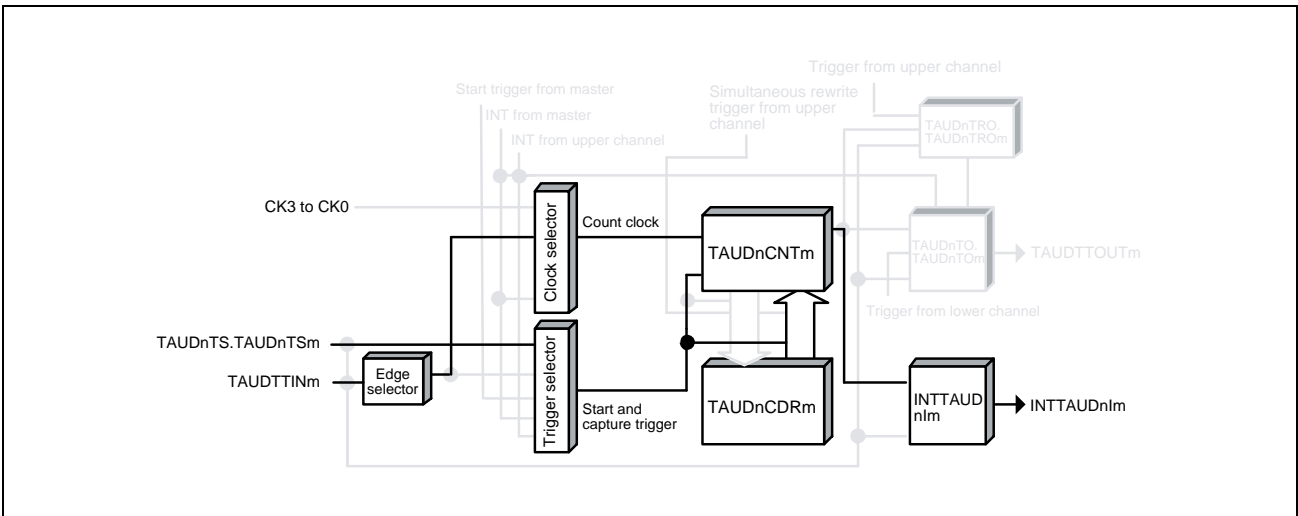 Trigger from upper channel
Start trigger from master
Simultaneous rewrite
trigger from upper
channel
INT from master
INT from upper channel
TAUDnTRO.
TAUDnTROm
CK3 to CK0
Clock selector
Count clock
TAUDnCNTm
TAUDnTO.
TAUDnTOm
TAUDTTOUTm
Trigger from lower channel
TAUDnTS.TAUDnTSm
TAUDTTINm
Edge
selector
Trigger selector
Start and
capture trigger
TAUDnCDRm
INTTAUD
nIm
INTTAUDnIm